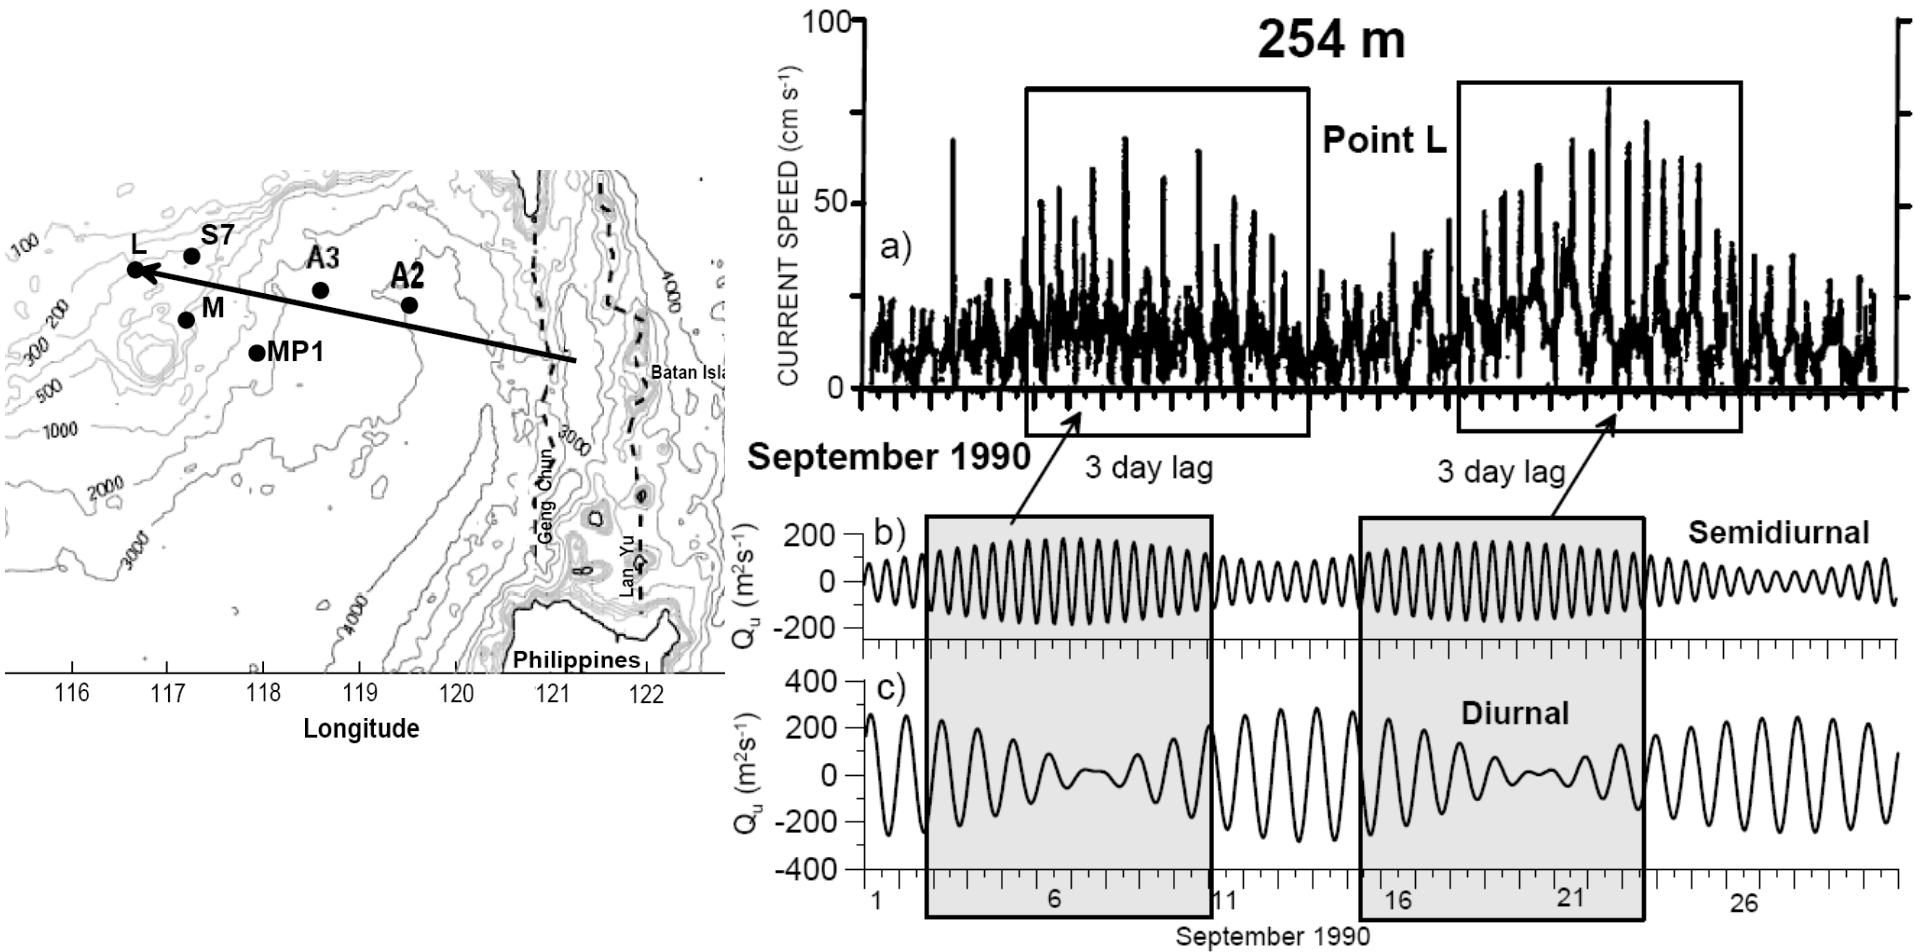 L
S7
A3
A2
M
MP1
100
200
300
500
1000
2000
3000
4000
4000
3000
Batan Isla
Geng Chun
Lan-Yu
Philippines
116 117 118 119 120 121 122
Longitude
254 m
CURRENT SPEED (cm s-1)
100
50
0
a)
Point L
September 1990
3 day lag
3 day lag
b)
Semidiurnal
Qu (m2s-1)
200
0
-200
c)
Diurnal
Qu (m2s-1)
400
200
0
-200
-400
1 6 11 16 21 26
September 1990